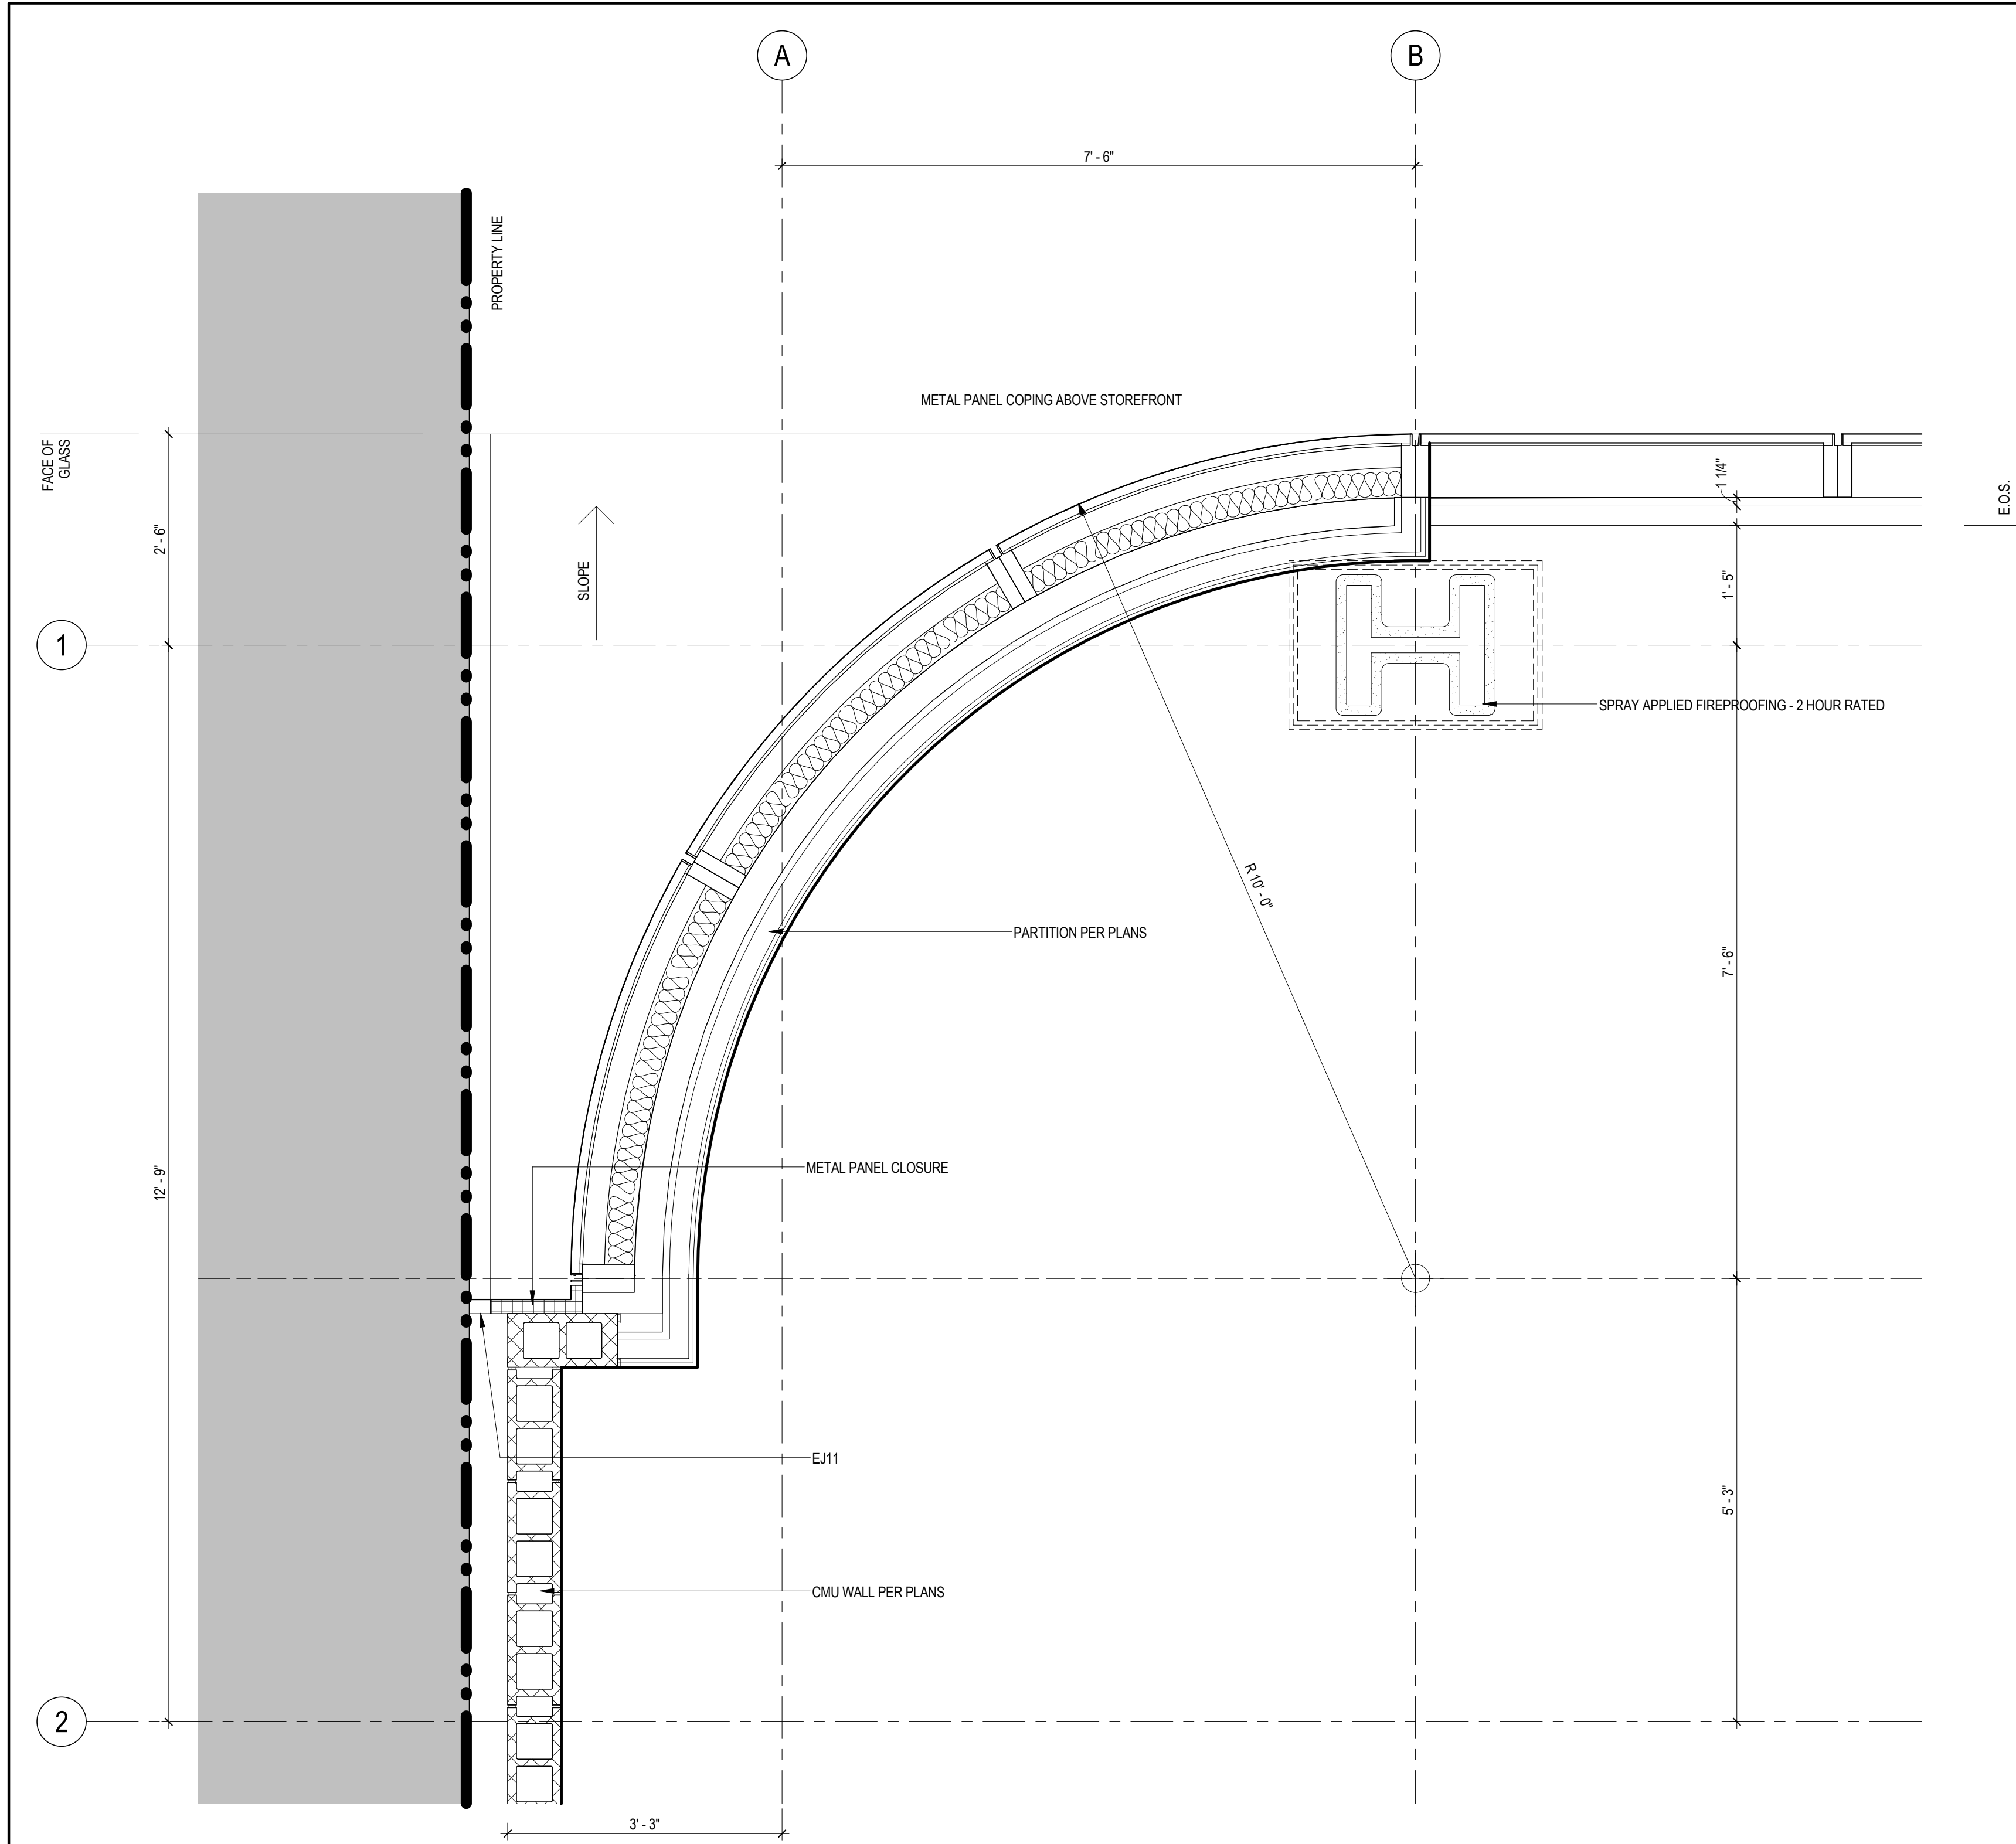 A
B
7' - 6"
PROPERTY LINE
METAL PANEL COPING ABOVE STOREFRONT
FACE OF
GLASS
2' - 6"
SLOPE
1 1/4"
E.O.S.
1' - 5"
1
SPRAY APPLIED FIREPROOFING - 2 HOUR RATED
R 10' - 0"
PARTITION PER PLANS
7' - 6"
METAL PANEL CLOSURE
12' - 9"
EJ11
5' - 3"
CMU WALL PER PLANS
2
3' - 3"